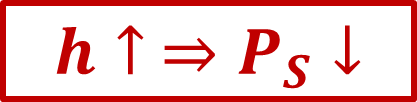 h ↑ ⇒ P_S ↓